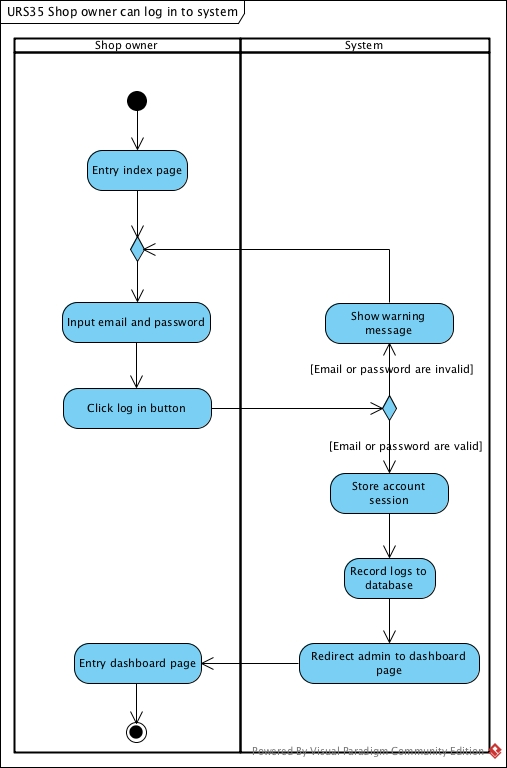 URS35 Shop owner can log in to system
Shop owner
System
Entry index page
Input email and password
Show warning
message
[Email or password are invalid]
Click log in button
[Email or password are valid]
Store account
session
Record logs to
database
Entry dashboard page
Redirect admin to dashboard
page
Powered By Visual Paradigm Community Edition